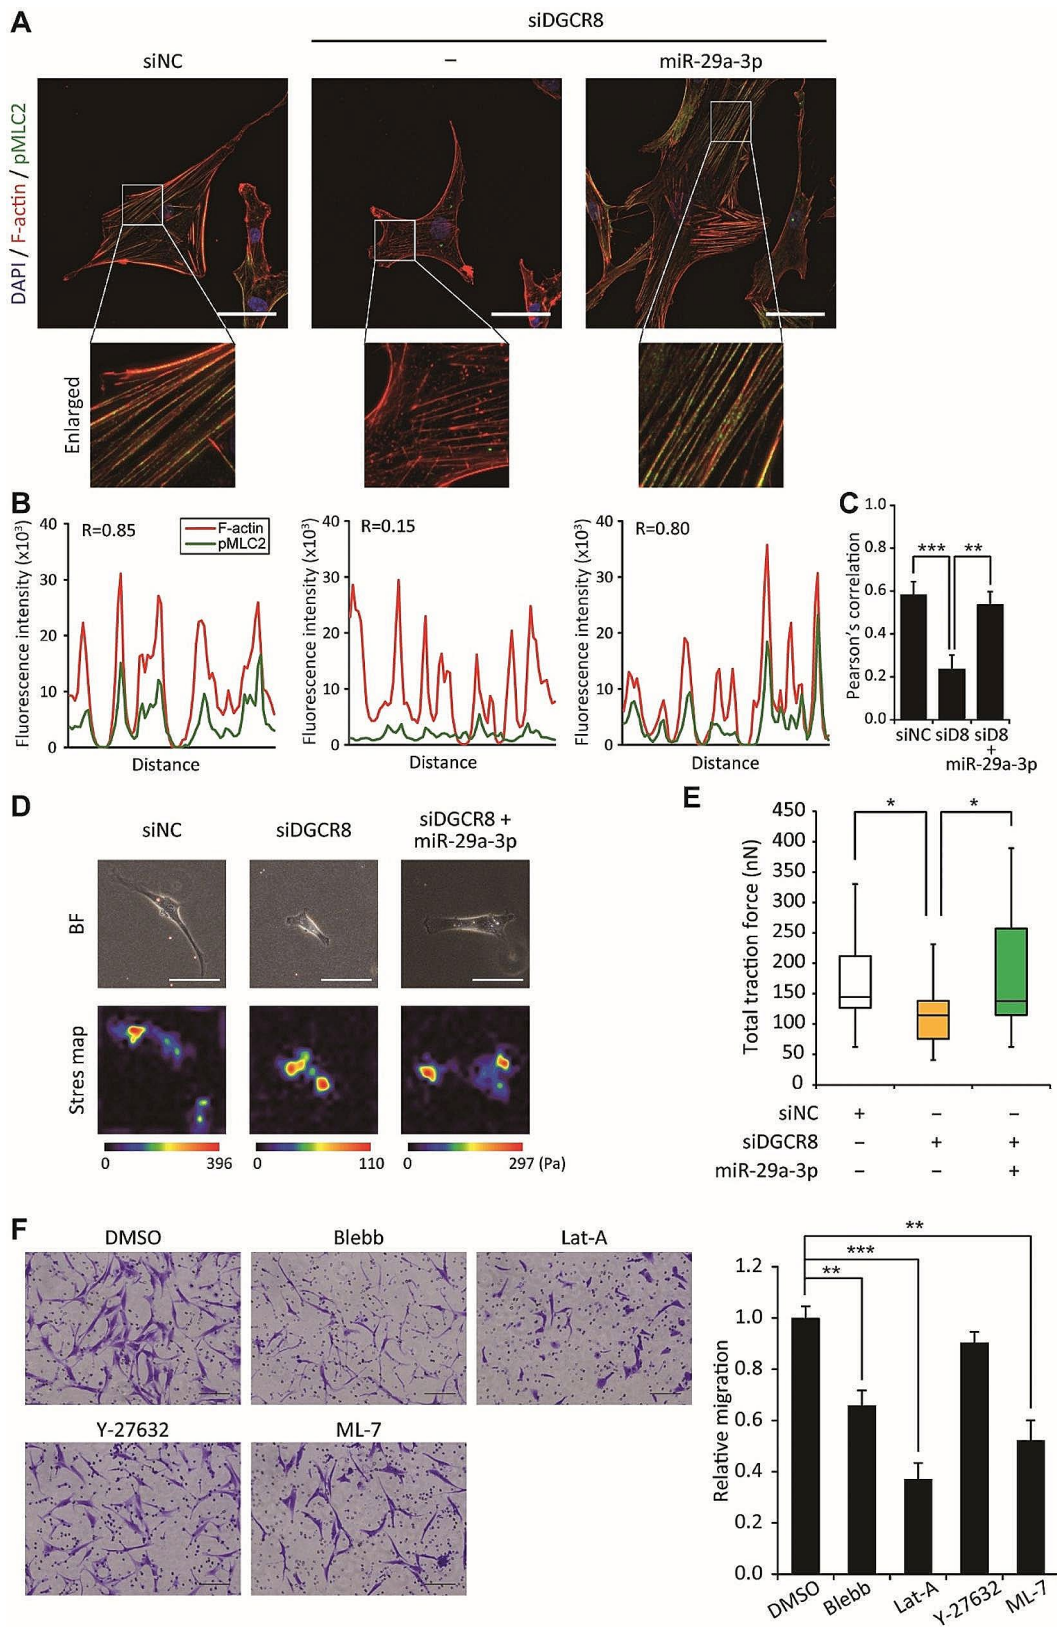 A
siDGCR8
siNC
–
miR-29a-3p
DAPI / F-actin / pMLC2
Enlarged
B
Fluorescence intensity (x10³)
40
30
20
10
0
R=0.85
F-actin
pMLC2
Distance
Fluorescence intensity (x10³)
40
30
20
10
0
R=0.15
Distance
Fluorescence intensity (x10³)
40
30
20
10
0
R=0.80
Distance
C
Pearson's correlation
1.0
0.8
0.6
0.4
0.2
0.0
*** **
siNC siD8 siD8
+
miR-29a-3p
D
siNC
siDGCR8
siDGCR8 +
miR-29a-3p
BF
Stres map
0 396
0 110
0 297 (Pa)
E
Total traction force (nN)
450
400
350
300
250
200
150
100
50
0
* *
siNC + – –
siDGCR8 – + +
miR-29a-3p – – +
F
DMSO
Blebb
Lat-A
Y-27632
ML-7
Relative migration
1.2
1.0
0.8
0.6
0.4
0.2
0.0
**
***
**
DMSO
Blebb
Lat-A
Y-27632
ML-7